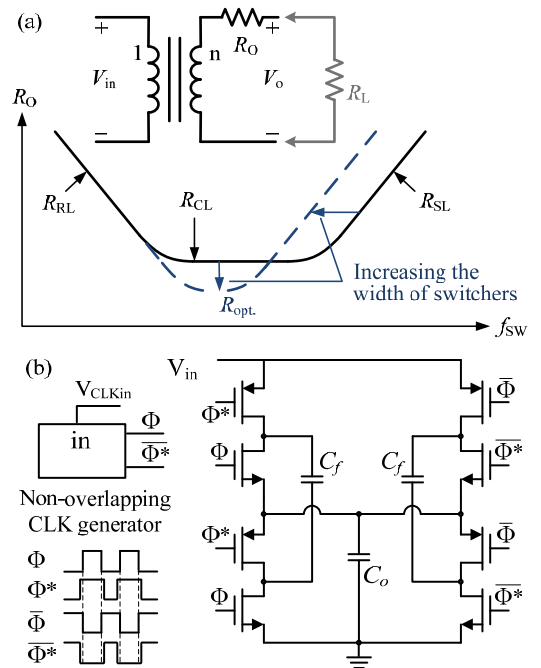 (a)
+ + 
1 n R_O
V_in V_o R_L
− −
R_O
R_RL R_CL R_SL
R_opt.
Increasing the
width of switchers
f_SW
(b)
V_CLKin
in
Φ
Φ̅*̅
Non-overlapping
CLK generator
Φ
Φ*
Φ̅
Φ̅*̅
V_in
Φ* Φ̅
Φ C_f C_f Φ̅*̅
Φ* Φ̅
C_o
Φ Φ̅*̅